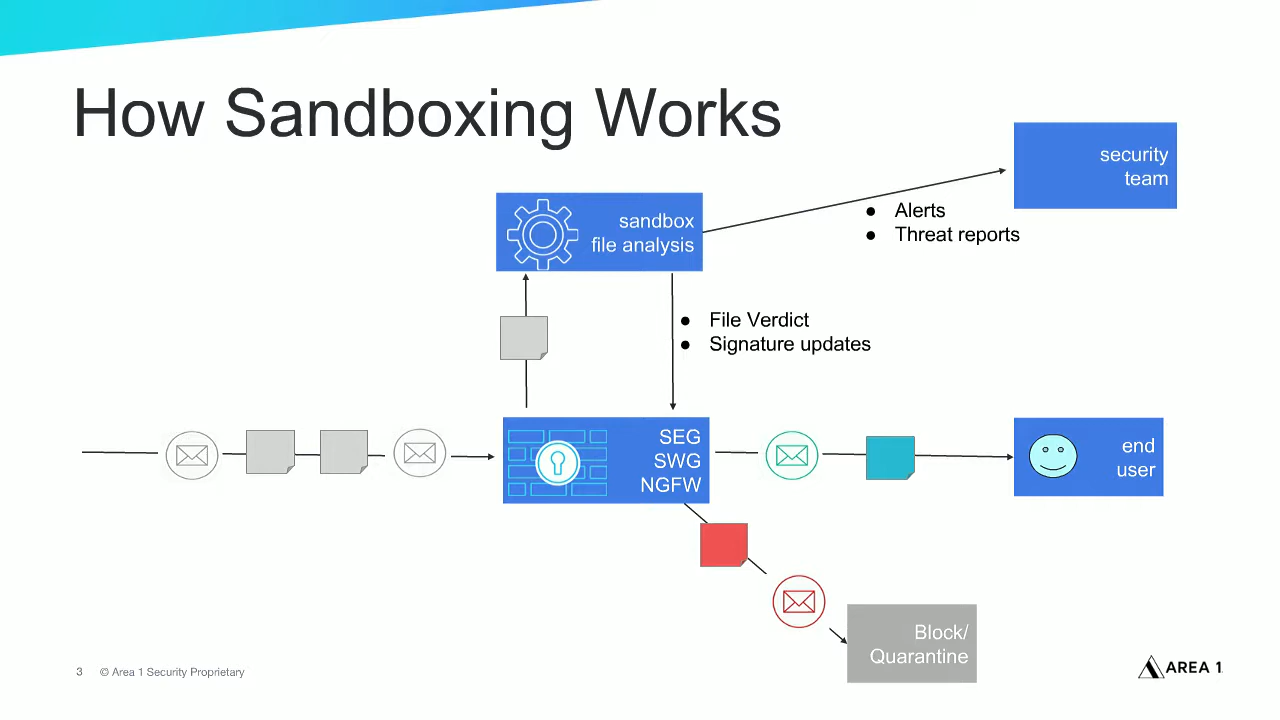 How Sandboxing Works
security
team
sandbox
file analysis
● Alerts
● Threat reports
● File Verdict
● Signature updates
SEG
SWG
NGFW
end
user
Block/
Quarantine
3 © Area 1 Security Proprietary
AREA 1